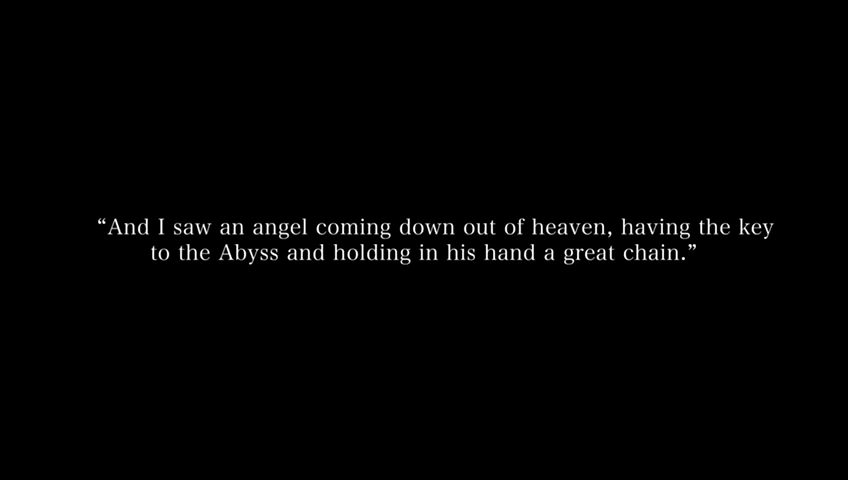 “And I saw an angel coming down out of heaven, having the key
to the Abyss and holding in his hand a great chain.”